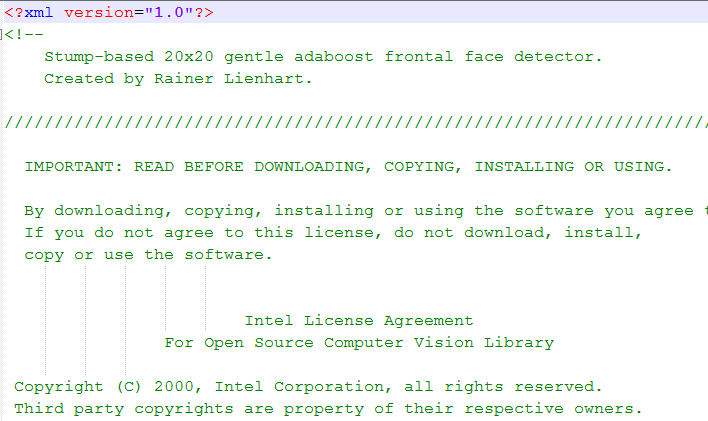 <?xml version="1.0"?>
<!--
Stump-based 20x20 gentle adaboost frontal face detector.
Created by Rainer Lienhart.
////////////////////////////////////////////////////////////////////////
IMPORTANT: READ BEFORE DOWNLOADING, COPYING, INSTALLING OR USING.
By downloading, copying, installing or using the software you agree
If you do not agree to this license, do not download, install,
copy or use the software.
Intel License Agreement
For Open Source Computer Vision Library
Copyright (C) 2000, Intel Corporation, all rights reserved.
Third party copyrights are property of their respective owners.